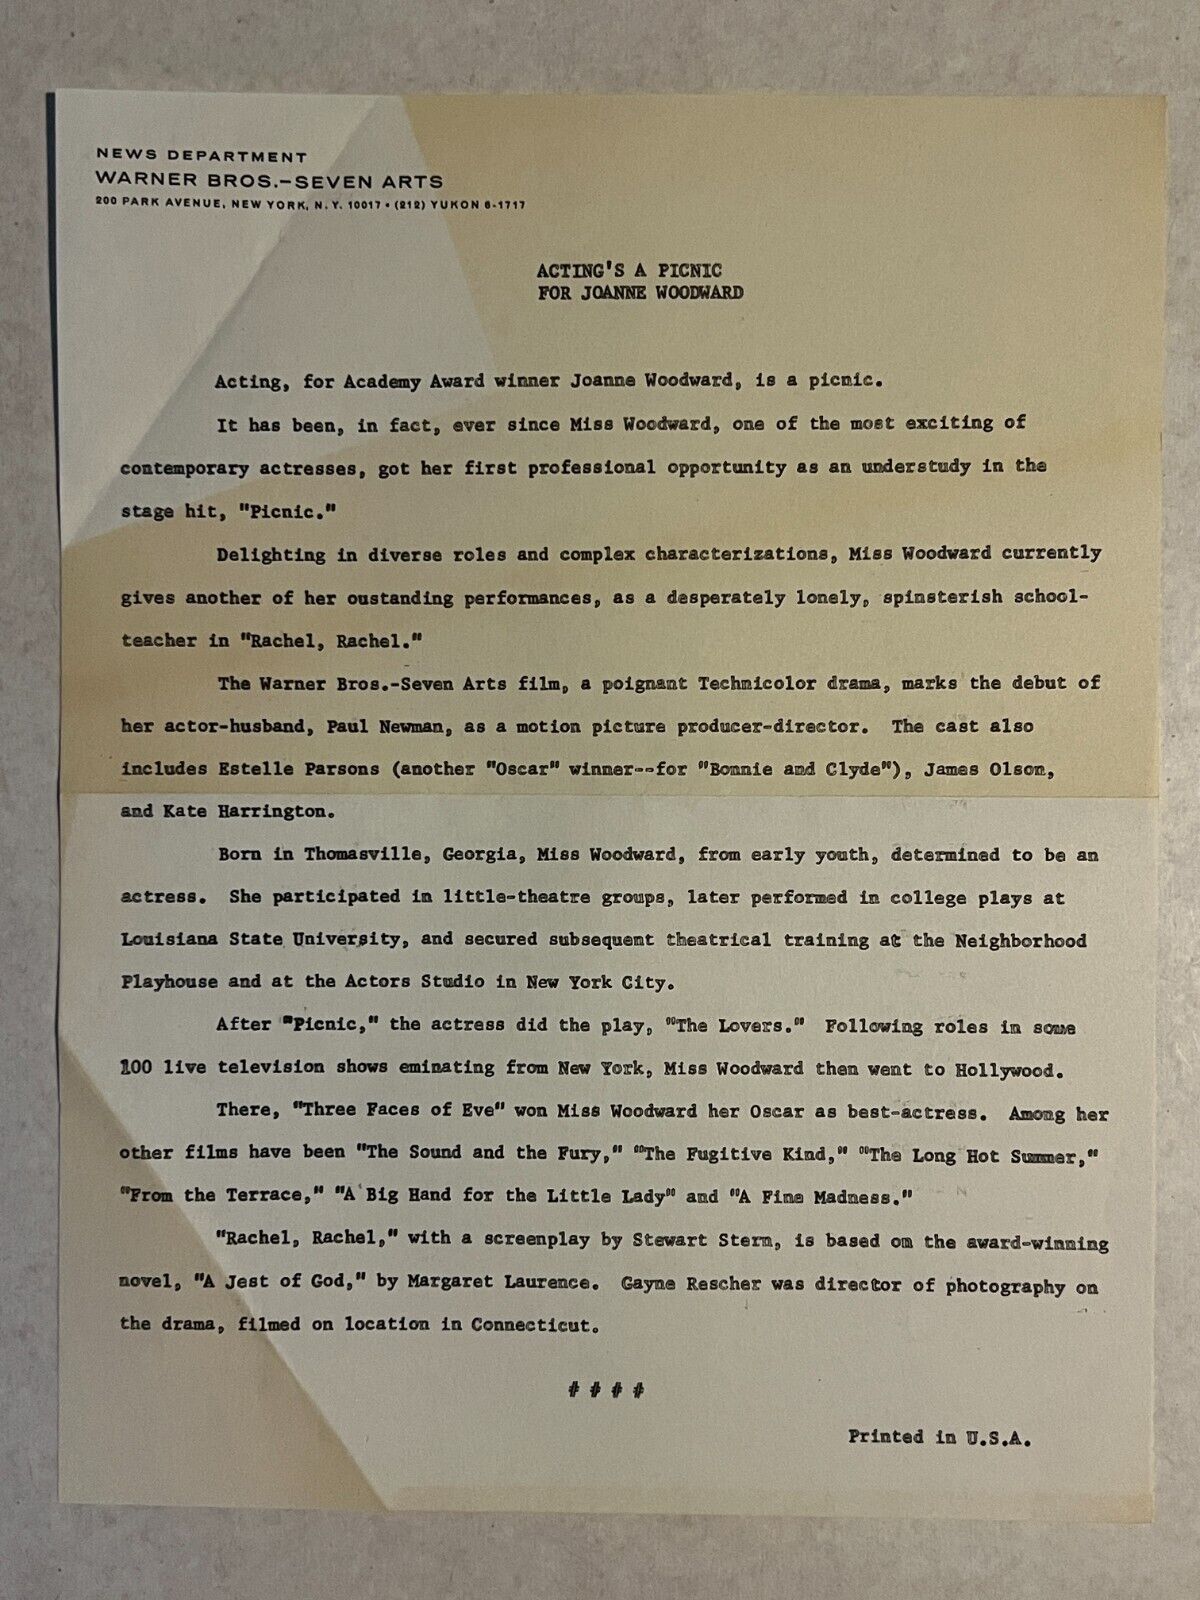 NEWS DEPARTMENT
WARNER BROS.–SEVEN ARTS
200 PARK AVENUE, NEW YORK, N.Y. 10017 • (212) YUKON 6-1717
ACTING'S A PICNIC
FOR JOANNE WOODWARD
Acting, for Academy Award winner Joanne Woodward, is a picnic.
It has been, in fact, ever since Miss Woodward, one of the most exciting of
contemporary actresses, got her first professional opportunity as an understudy in the
stage hit, "Picnic."
Delighting in diverse roles and complex characterizations, Miss Woodward currently
gives another of her oustanding performances, as a desperately lonely, spinsterish school-
teacher in "Rachel, Rachel."
The Warner Bros.-Seven Arts film, a poignant Technicolor drama, marks the debut of
her actor-husband, Paul Newman, as a motion picture producer-director.  The cast also
includes Estelle Parsons (another "Oscar" winner--for "Bonnie and Clyde"), James Olson,
and Kate Harrington.
Born in Thomasville, Georgia, Miss Woodward, from early youth, determined to be an
actress.  She participated in little-theatre groups, later performed in college plays at
Louisiana State University, and secured subsequent theatrical training at the Neighborhood
Playhouse and at the Actors Studio in New York City.
After "Picnic," the actress did the play, "The Lovers."  Following roles in some
100 live television shows eminating from New York, Miss Woodward then went to Hollywood.
There, "Three Faces of Eve" won Miss Woodward her Oscar as best-actress.  Among her
other films have been "The Sound and the Fury," "The Fugitive Kind," "The Long Hot Summer,"
"From the Terrace," "A Big Hand for the Little Lady" and "A Fine Madness."
"Rachel, Rachel," with a screenplay by Stewart Stern, is based on the award-winning
novel, "A Jest of God," by Margaret Laurence.  Gayne Rescher was director of photography on
the drama, filmed on location in Connecticut.
# # # #
Printed in U.S.A.